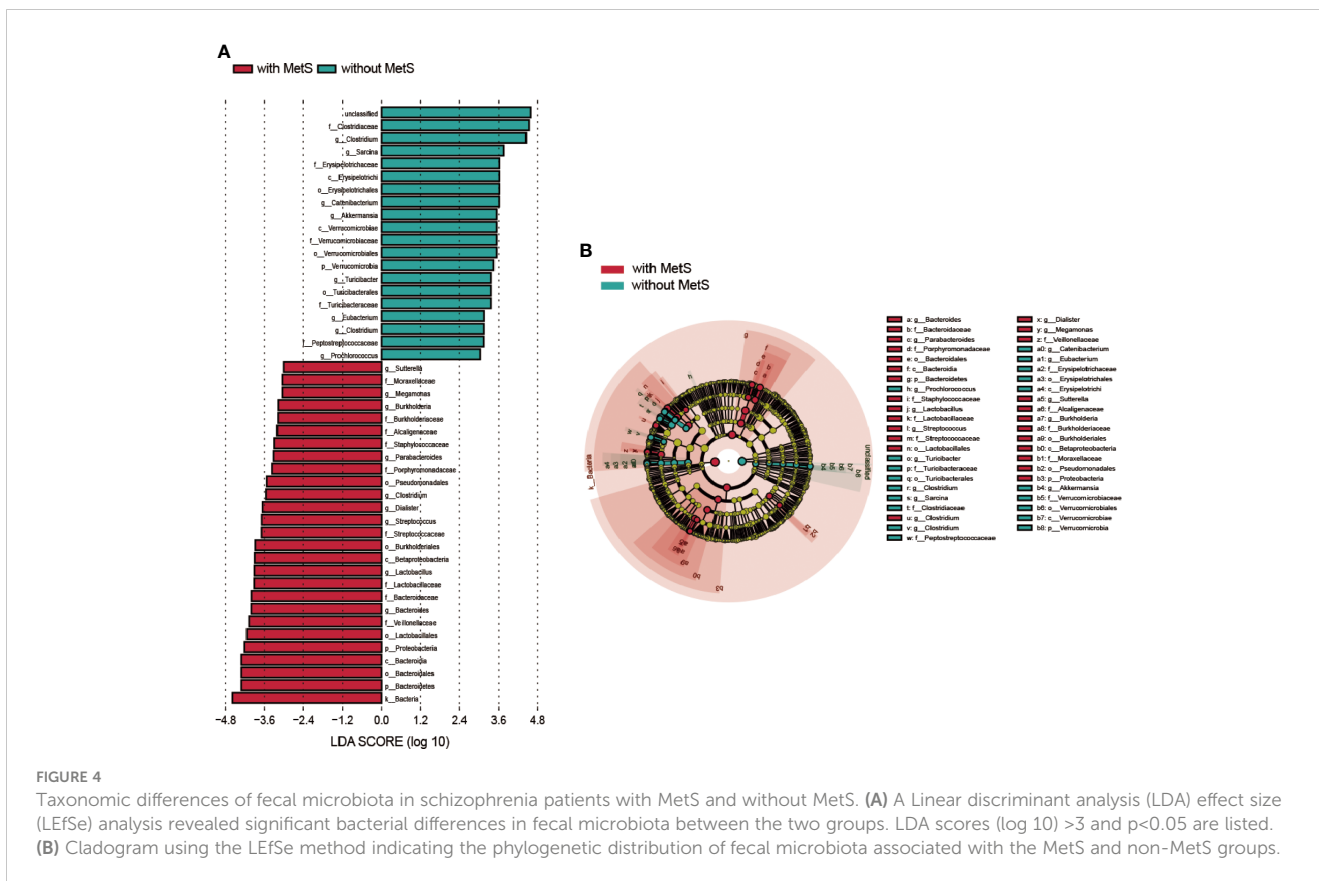 A
with MetS without MetS
unclassified
f__Clostridiaceae
g__Clostridium
g__Sarcina
f__Erysipelotrichaceae
c__Erysipelotrichi
o__Erysipelotrichales
g__Catenibacterium
g__Akkermansia
c__Verrucomicrobiae
f__Verrucomicrobiaceae
o__Verrucomicrobiales
p__Verrucomicrobia
g__Turicibacter
o__Turicibacterales
f__Turicibacteraceae
g__Eubacterium
g__Clostridium
f__Peptostreptococcaceae
g__Prochlorococcus
g__Sutterella
f__Moraxellaceae
g__Megamonas
g__Burkholderia
f__Burkholderiaceae
f__Alcaligenaceae
f__Staphylococcaceae
g__Parabacteroides
f__Porphyromonadaceae
o__Pseudomonadales
g__Clostridium
g__Dialister
g__Streptococcus
f__Streptococcaceae
o__Burkholderiales
c__Betaproteobacteria
g__Lactobacillus
f__Lactobacillaceae
f__Bacteroidaceae
g__Bacteroides
f__Veillonellaceae
o__Lactobacillales
p__Proteobacteria
c__Bacteroidia
o__Bacteroidales
p__Bacteroidetes
k__Bacteria
−4.8 −3.6 −2.4 −1.2 0.0 1.2 2.4 3.6 4.8
LDA SCORE (log 10)
B
with MetS
without MetS
k__Bacteria
unclassified
g
f
b3
b0
a9
b4
b5
b6
b7
b8
a: g__Bacteroides
b: f__Bacteroidaceae
c: g__Parabacteroides
d: f__Porphyromonadaceae
e: o__Bacteroidales
f: c__Bacteroidia
g: p__Bacteroidetes
h: g__Prochlorococcus
i: f__Staphylococcaceae
j: g__Lactobacillus
k: f__Lactobacillaceae
l: g__Streptococcus
m: f__Streptococcaceae
n: o__Lactobacillales
o: g__Turicibacter
p: f__Turicibacteraceae
q: o__Turicibacterales
r: g__Clostridium
s: g__Sarcina
t: f__Clostridiaceae
u: g__Clostridium
v: g__Clostridium
w: f__Peptostreptococcaceae
x: g__Dialister
y: g__Megamonas
z: f__Veillonellaceae
a0: g__Catenibacterium
a1: g__Eubacterium
a2: f__Erysipelotrichaceae
a3: o__Erysipelotrichales
a4: c__Erysipelotrichi
a5: g__Sutterella
a6: f__Alcaligenaceae
a7: g__Burkholderia
a8: f__Burkholderiaceae
a9: o__Burkholderiales
b0: c__Betaproteobacteria
b1: f__Moraxellaceae
b2: o__Pseudomonadales
b3: p__Proteobacteria
b4: g__Akkermansia
b5: f__Verrucomicrobiaceae
b6: o__Verrucomicrobiales
b7: c__Verrucomicrobiae
b8: p__Verrucomicrobia
FIGURE 4
Taxonomic differences of fecal microbiota in schizophrenia patients with MetS and without MetS. (A) A Linear discriminant analysis (LDA) effect size
(LEfSe) analysis revealed significant bacterial differences in fecal microbiota between the two groups. LDA scores (log 10) >3 and p<0.05 are listed.
(B) Cladogram using the LEfSe method indicating the phylogenetic distribution of fecal microbiota associated with the MetS and non-MetS groups.